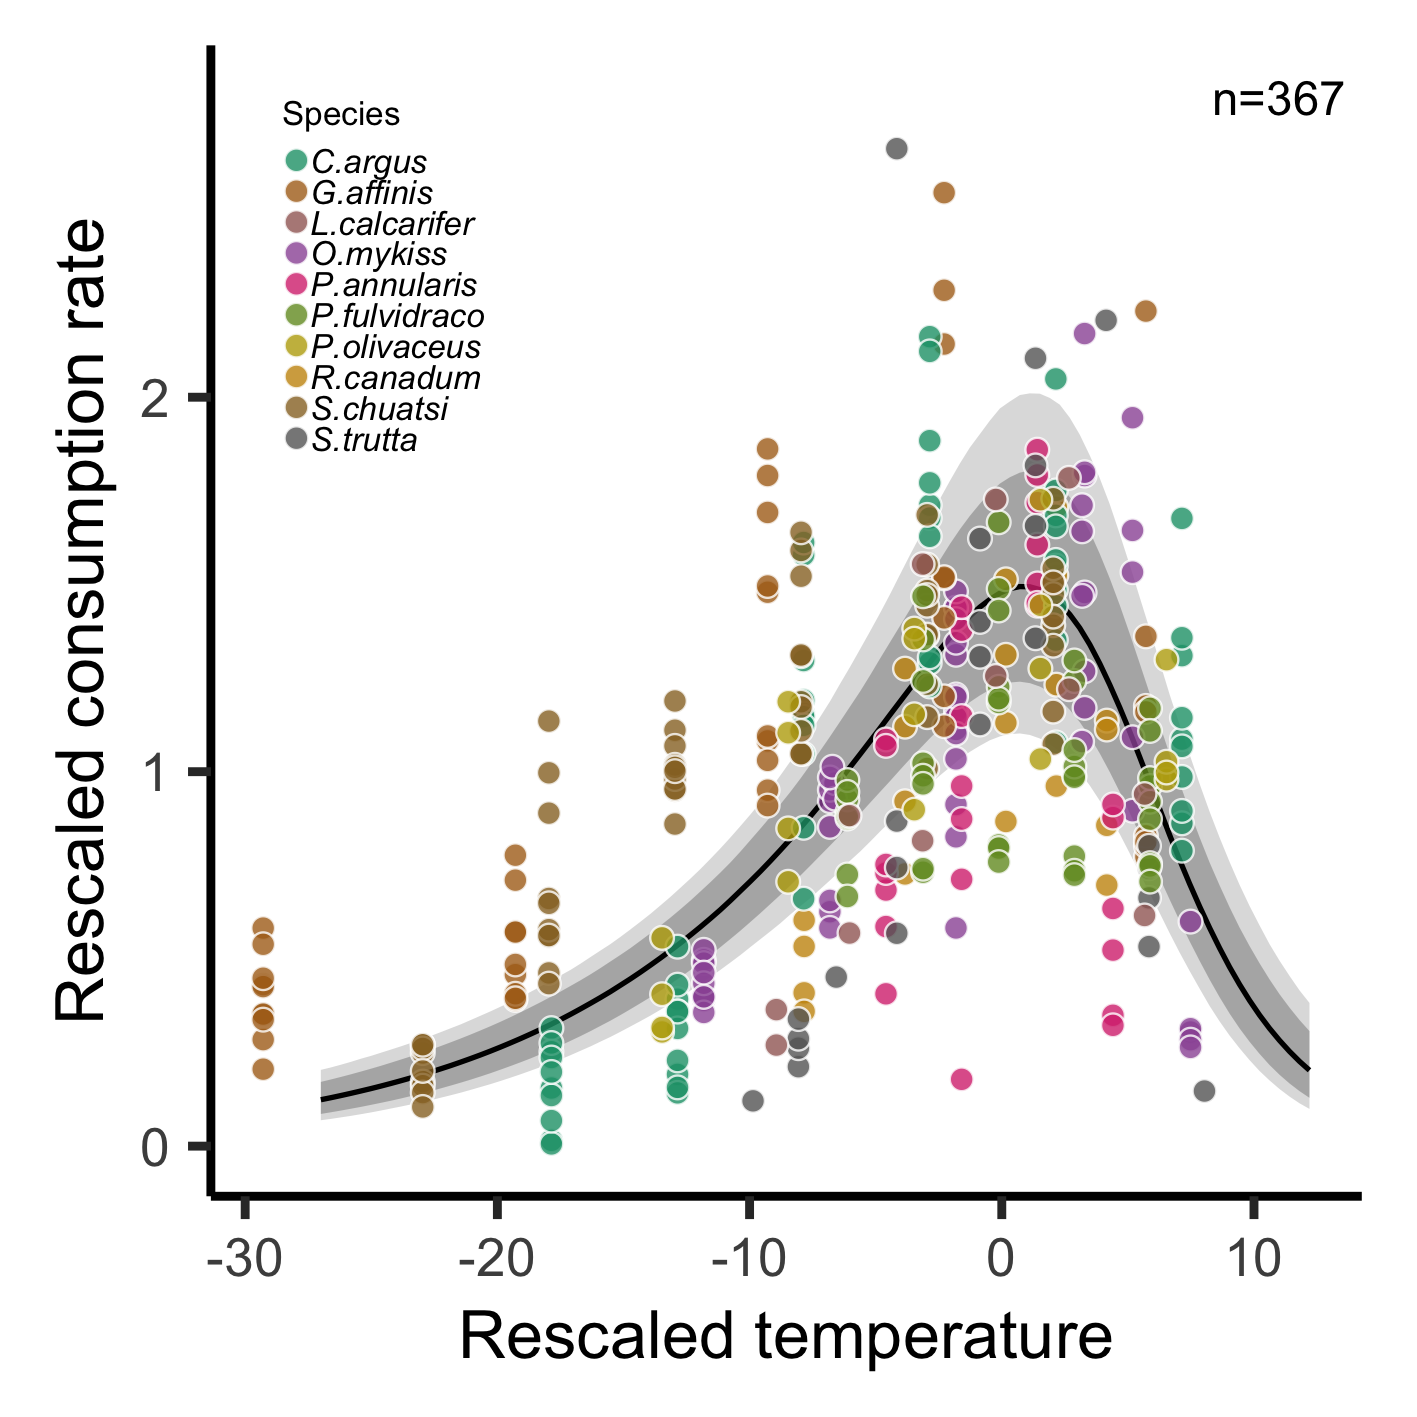 n=367
Species
C.argus
G.affinis
L.calcarifer
O.mykiss
P.annularis
P.fulvidraco
P.olivaceus
R.canadum
S.chuatsi
S.trutta
Rescaled consumption rate
2
1
0
-30 -20 -10 0 10
Rescaled temperature